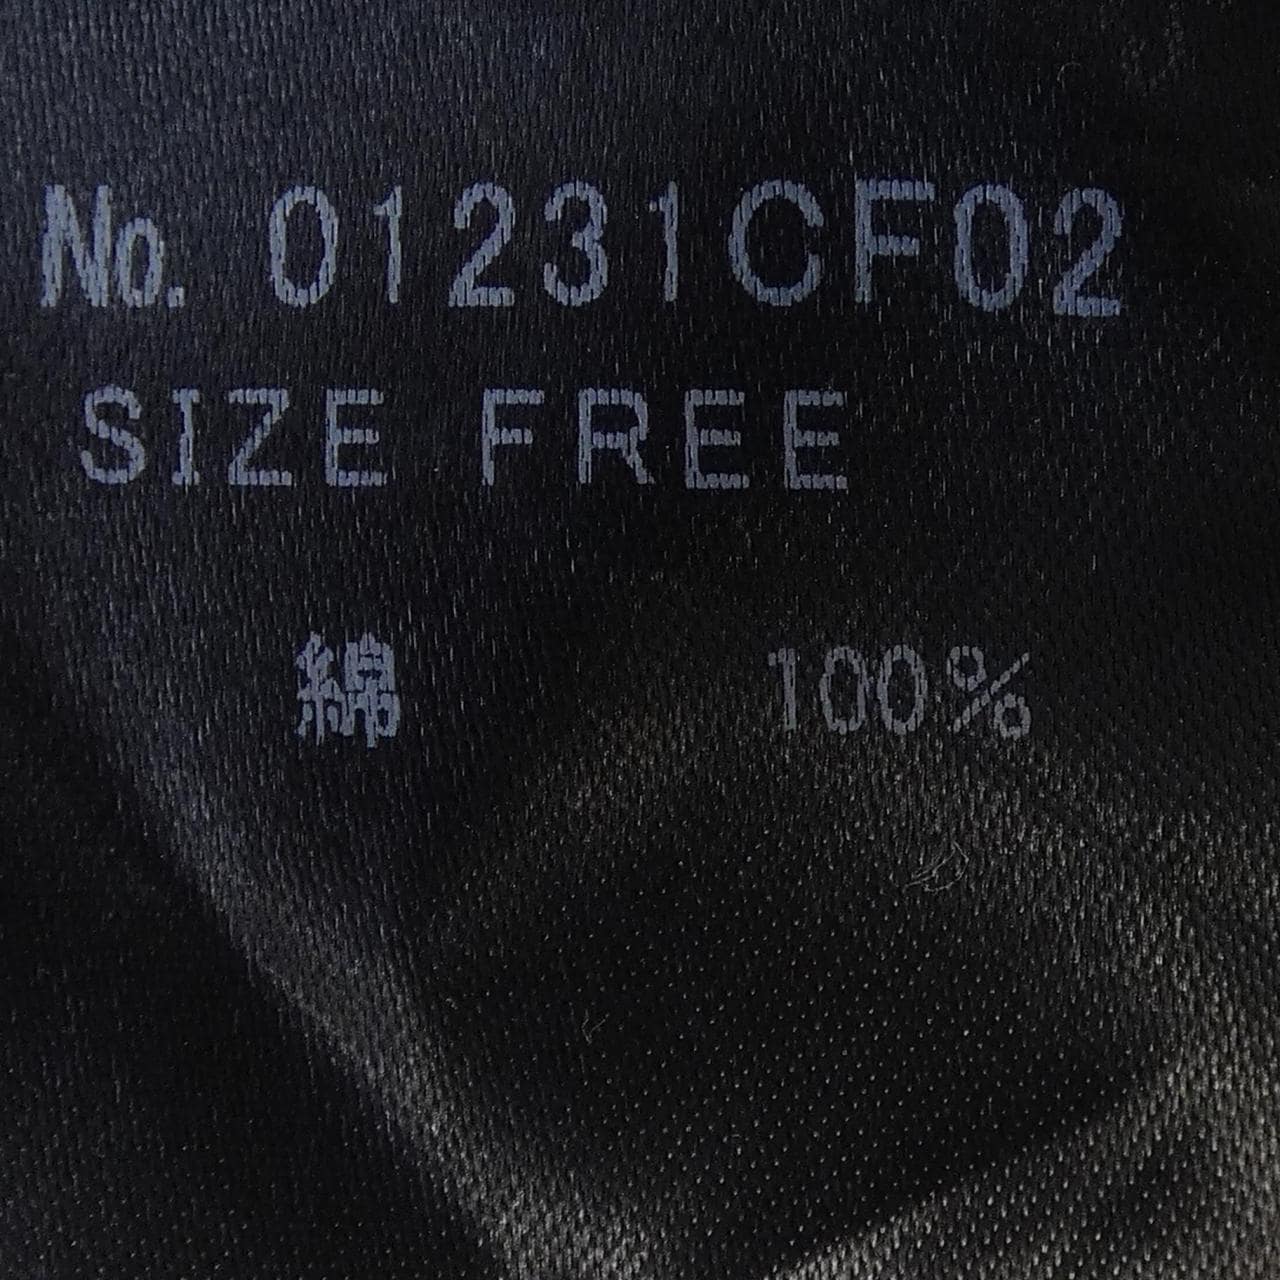 No. 01231CF02
SIZE FREE
綿 100%